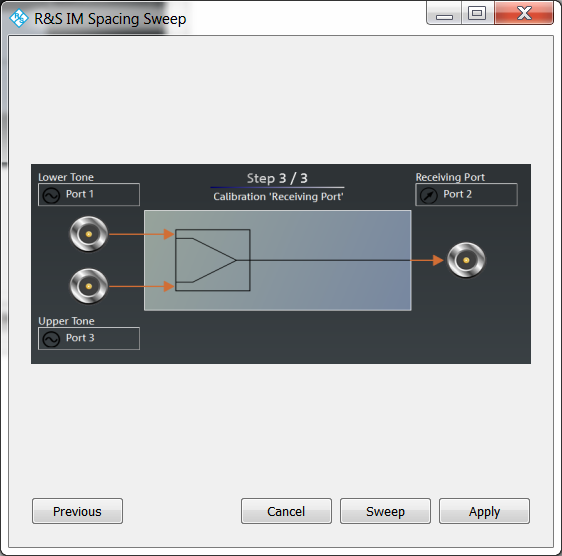 R&S IM Spacing Sweep
Lower Tone
Port 1
Step 3 / 3
Calibration 'Receiving Port'
Receiving Port
Port 2
Upper Tone
Port 3
Previous
Cancel
Sweep
Apply